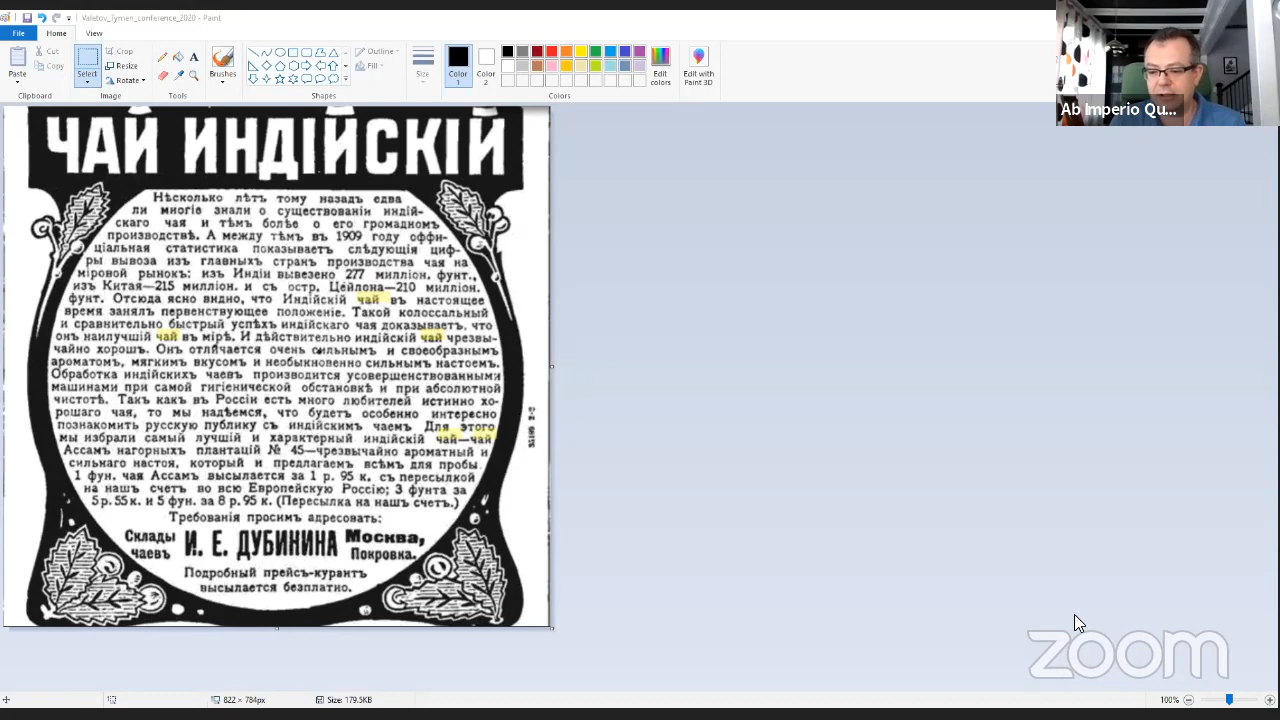 Valetov_Tymen_conference_2020 - Paint
File
Home
View
Paste
Cut
Copy
Clipboard
Select
Crop
Resize
Rotate
Image
Tools
Brushes
Shapes
Outline
Fill
Size
Color 1
Color 2
Colors
Edit colors
Edit with Paint 3D
Ab Imperio Qu...
ЧАЙ ИНДІЙСКІЙ
Нѣсколько лѣтъ тому назадъ едва
ли многіе знали о существованіи индій-
скаго чая и тѣмъ болѣе о его громадномъ
производствѣ. А между тѣмъ въ 1909 году оффи-
ціальная статистика показываетъ слѣдующія циф-
ры вывоза изъ главныхъ странъ производства чая на
міровой рынокъ: изъ Индіи вывезено 277 милліон. фунт.,
изъ Китая—215 милліон. и съ остр. Цейлона—210 милліон.
фунт. Отсюда ясно видно, что Индійскій чай въ настоящее
время занялъ первенствующее положеніе. Такой колоссальный
и сравнительно быстрый успѣхъ индійскаго чая доказываетъ, что
онъ наилучшій чай въ мірѣ. И дѣйствительно индійскій чай чрезвы-
чайно хорошъ. Онъ отличается очень сильнымъ и своеобразнымъ
ароматомъ, мягкимъ вкусомъ и необыкновенно сильнымъ настоемъ.
Обработка индійскихъ чаевъ производится усовершенствованными
машинами при самой гигіенической обстановкѣ и при абсолютной
чистотѣ. Такъ какъ въ Россіи есть много любителей истинно хо-
рошаго чая, то мы надѣемся, что будетъ особенно интересно
познакомить русскую публику съ индійскимъ чаемъ Для этого
мы избрали самый лучшій и характерный индійскій чай—чай
Ассамъ нагорныхъ плантацій № 45—чрезвычайно ароматный и
сильнаго настоя, который и предлагаемъ всѣмъ для пробы.
1 фун. чая Ассамъ высылается за 1 р. 95 к. съ пересылкой
на нашъ счетъ во всю Европейскую Россію; 3 фунта за
5 р. 55 к. и 5 фун. за 8 р. 95 к. (Пересылка на нашъ счетъ.)
Требованія просимъ адресовать:
Склады чаевъ И. Е. ДУБИНИНА Москва, Покровка.
Подробный прейсъ-курантъ
высылается безплатно.
zoom
822 × 784px
Size: 179.5KB
100%